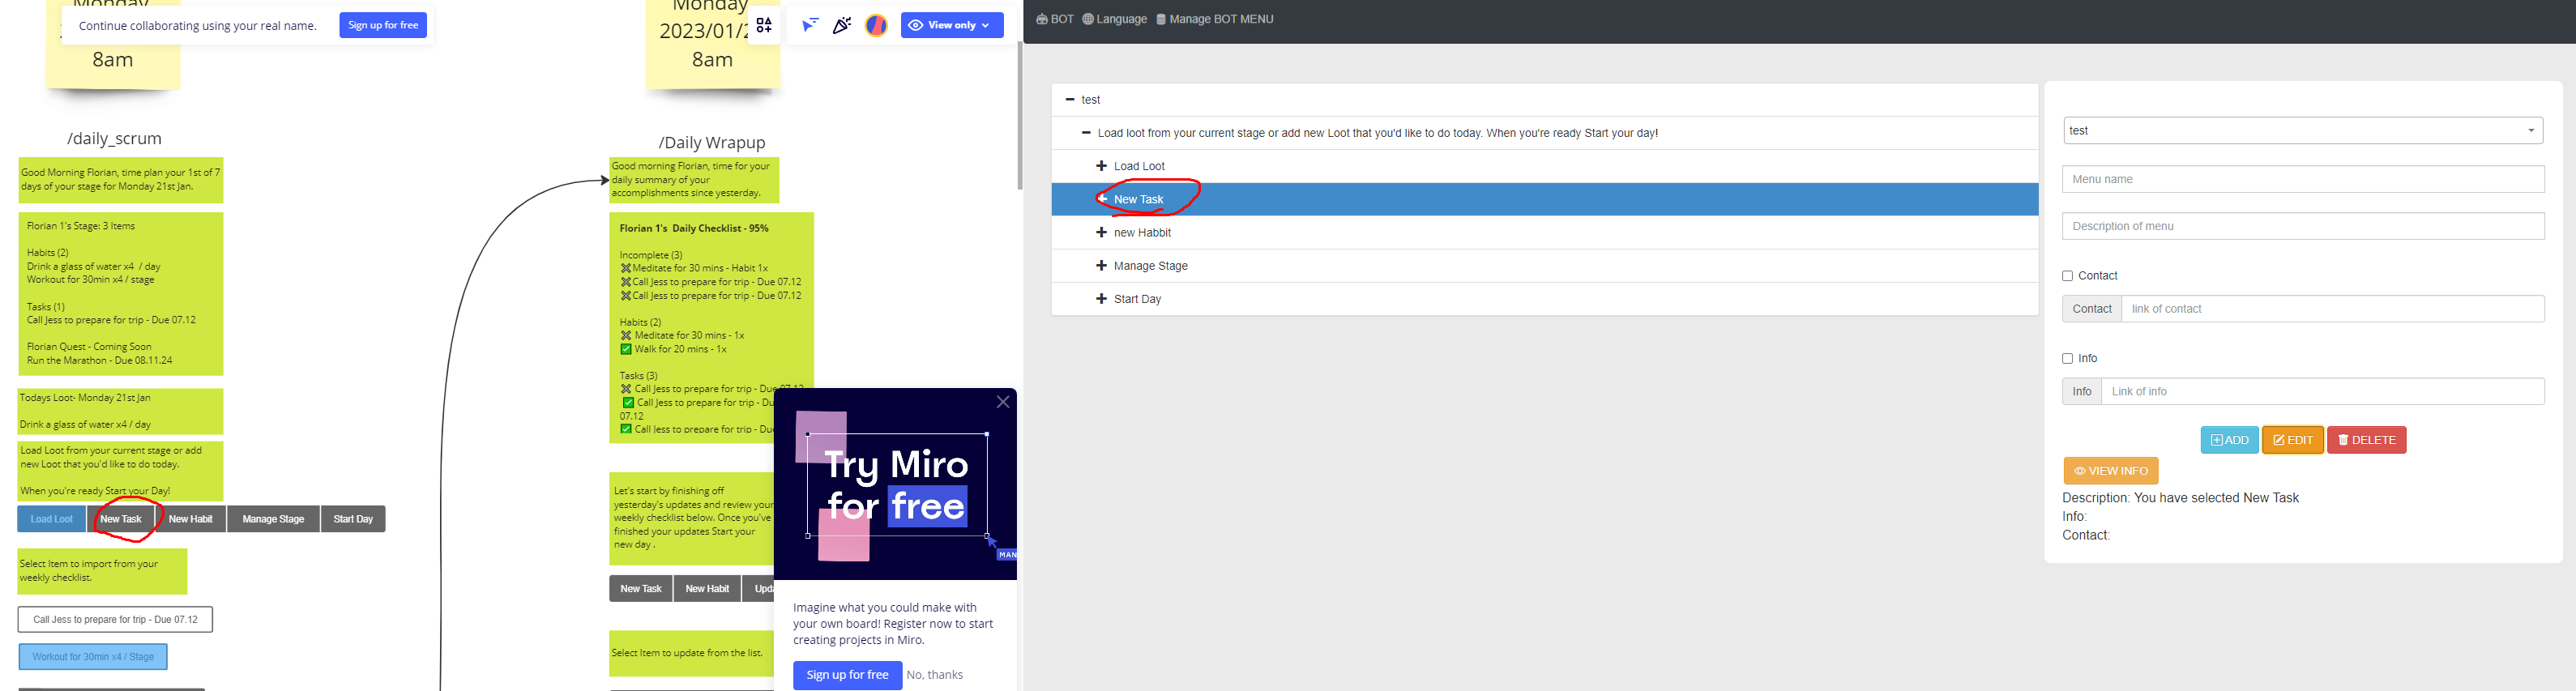 Monday
8am
Continue collaborating using your real name.
Sign up for free
/daily_scrum
Good Morning Florian, time plan your 1st of 7
days of your stage for Monday 21st Jan.
Florian 1's Stage: 3 Items
Habits (2)
Drink a glass of water x4 / day
Workout for 30min x4 / stage
Tasks (1)
Call Jess to prepare for trip - Due 07.12
Florian Quest - Coming Soon
Run the Marathon - Due 08.11.24
Todays Loot- Monday 21st Jan
Drink a glass of water x4 / day
Load Loot from your current stage or add
new Loot that you'd like to do today.
When you're ready Start your Day!
Load Loot
New Task
New Habit
Manage Stage
Start Day
Select Item to import from your
weekly checklist.
Call Jess to prepare for trip - Due 07.12
Workout for 30min x4 / Stage
Monday
2023/01/2
8am
View only
/Daily Wrapup
Good morning Florian, time for your
daily summary of your
accomplishments since yesterday.
Florian 1's Daily Checklist - 95%
Incomplete (3)
Meditate for 30 mins - Habit 1x
Call Jess to prepare for trip - Due 07.12
Call Jess to prepare for trip - Due 07.12
Habits (2)
Meditate for 30 mins - 1x
Walk for 20 mins - 1x
Tasks (3)
Call Jess to prepare for trip - Due 07.12
Call Jess to prepare for trip - Du
07.12
Call Jess to prepare for trip - Du
Let's start by finishing off
yesterday's updates and review your
weekly checklist below. Once you've
finished your updates Start your
new day .
New Task
New Habit
Upd
Select Item to update from the list.
Try Miro
for free
MAN
Imagine what you could make with
your own board! Register now to start
creating projects in Miro.
Sign up for free
No, thanks
BOT
Language
Manage BOT MENU
test
Load loot from your current stage or add new Loot that you'd like to do today. When you're ready Start your day!
Load Loot
New Task
new Habbit
Manage Stage
Start Day
test
Menu name
Description of menu
Contact
Contact
link of contact
Info
Info
Link of info
ADD
EDIT
DELETE
VIEW INFO
Description: You have selected New Task
Info:
Contact: